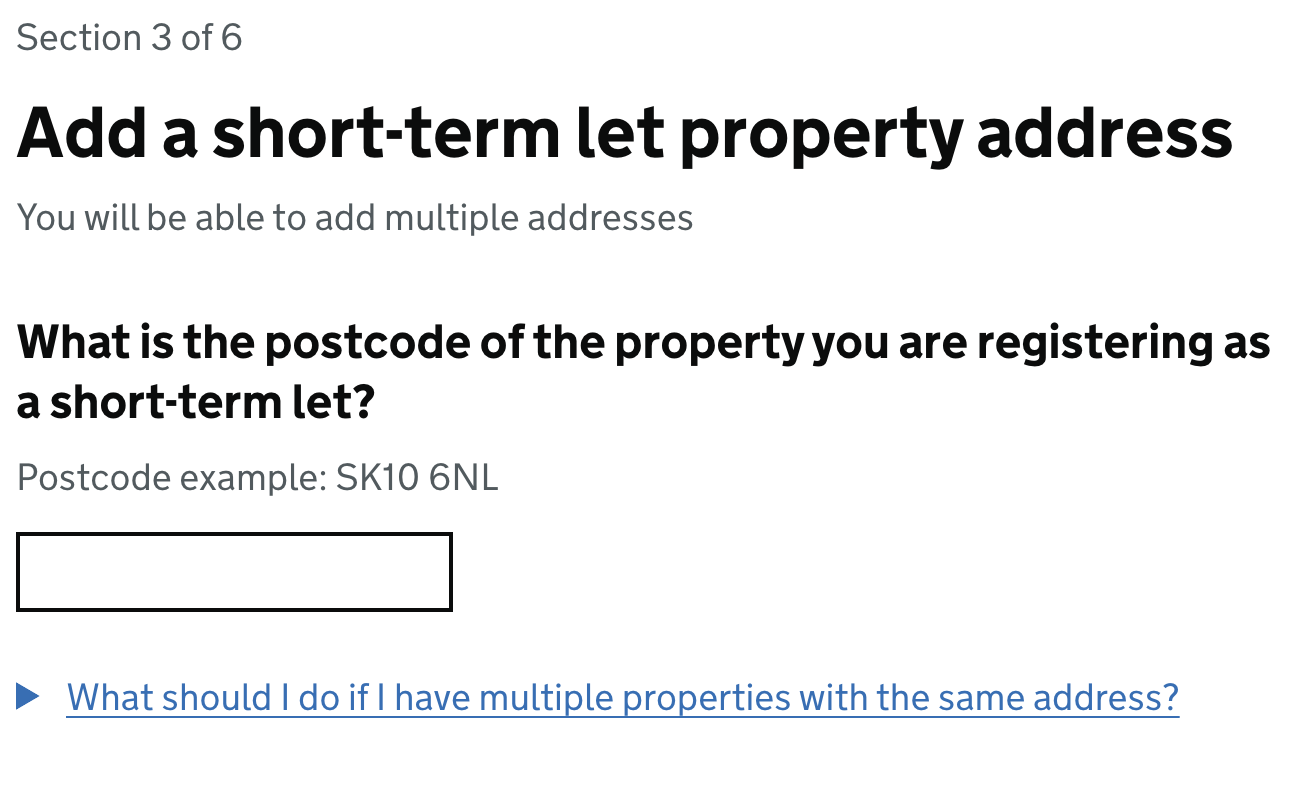 Section 3 of 6
Add a short-term let property address
You will be able to add multiple addresses
What is the postcode of the property you are registering as
a short-term let?
Postcode example: SK10 6NL
What should I do if I have multiple properties with the same address?